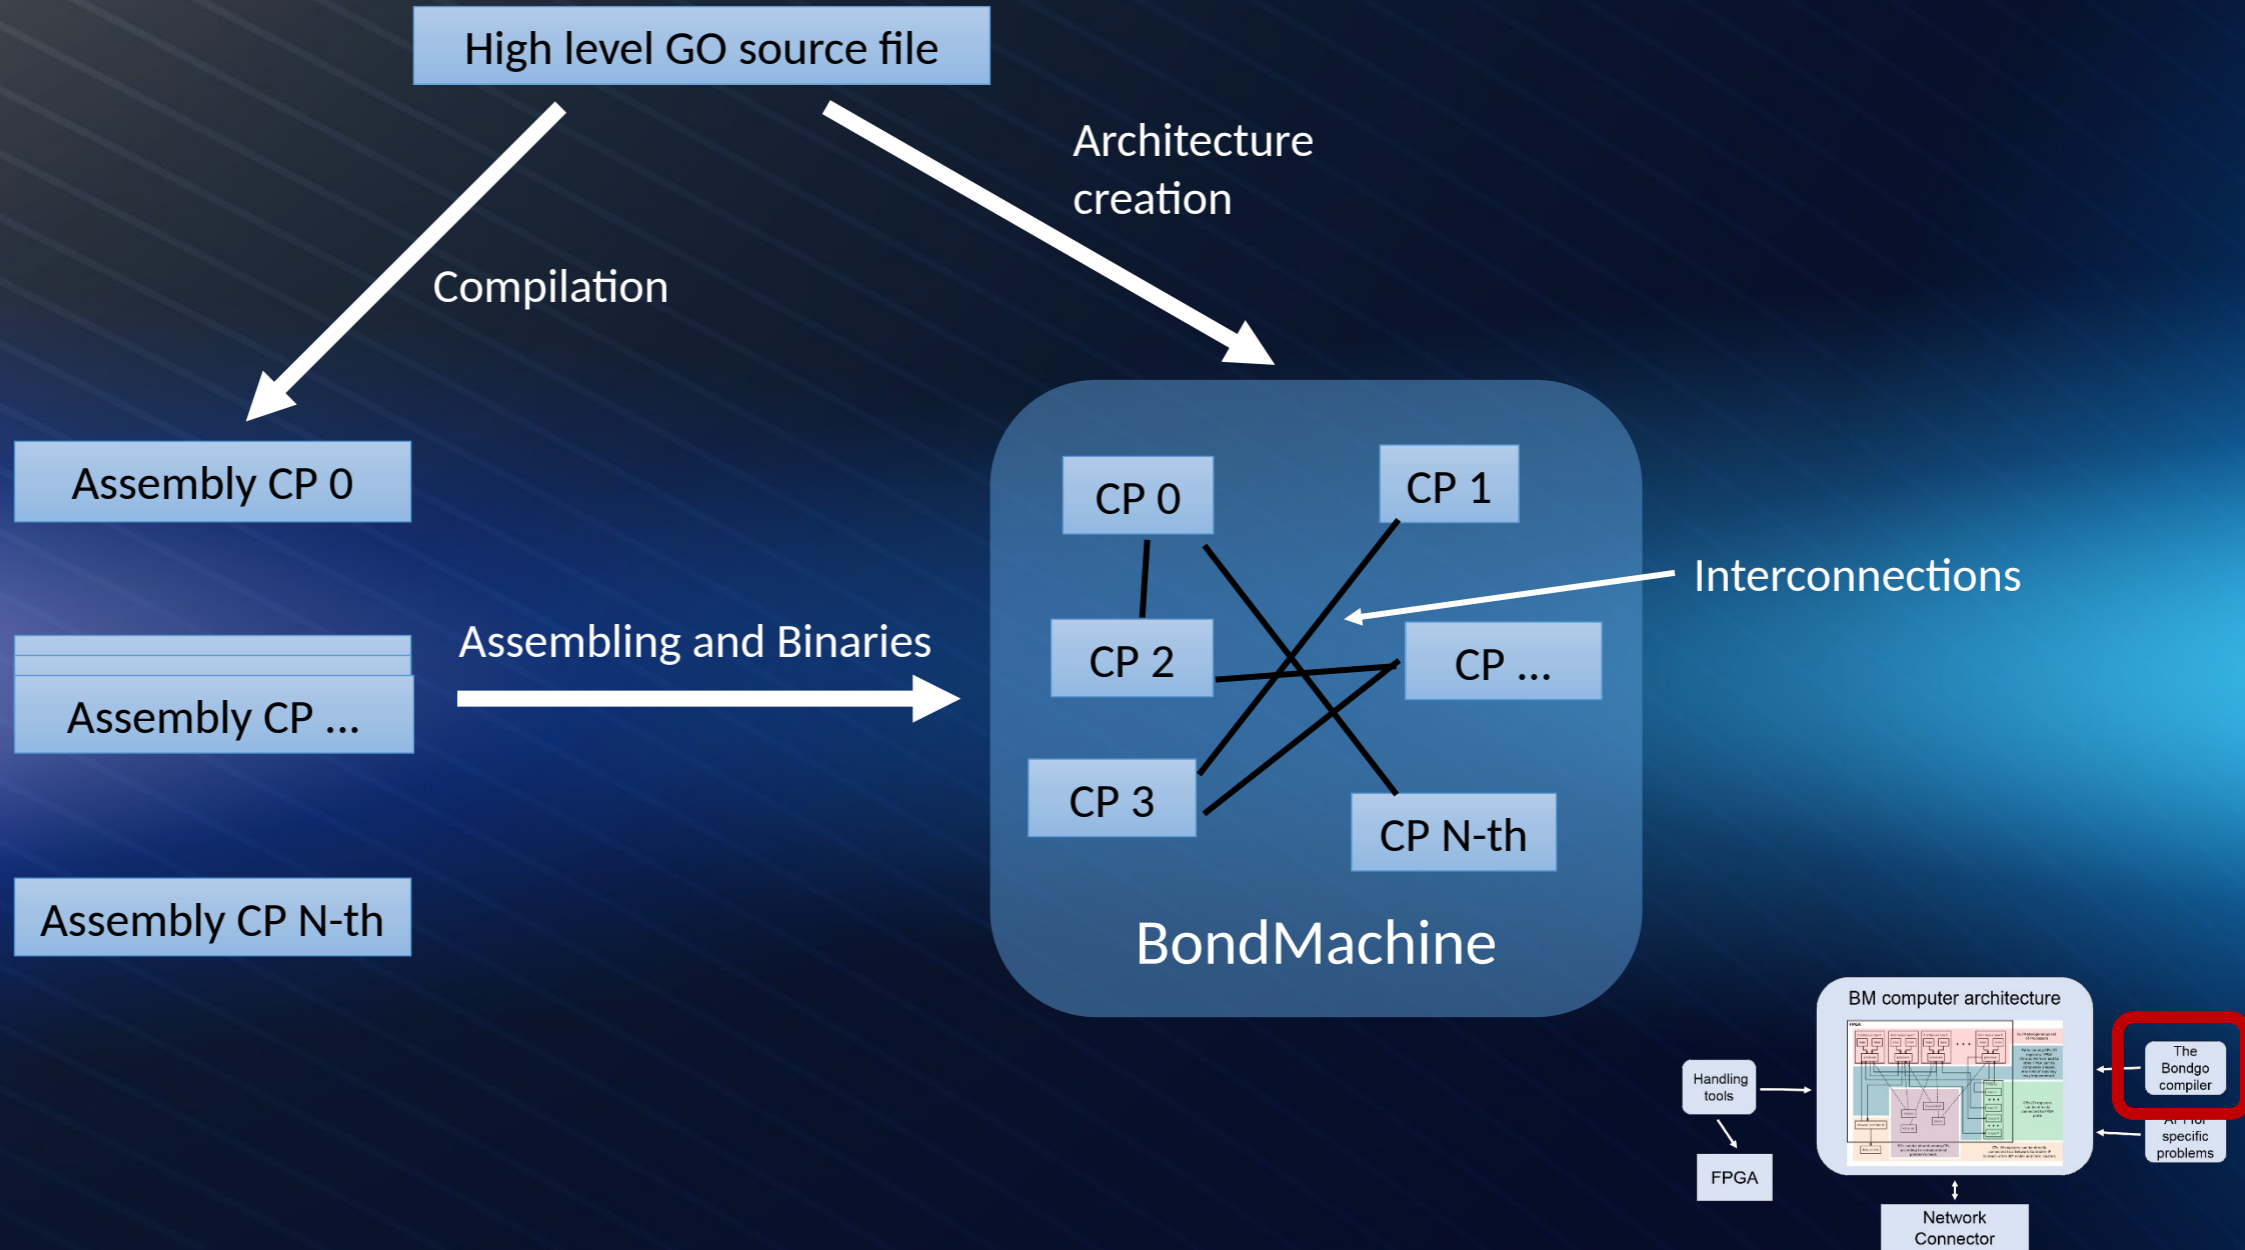 High level GO source file
Architecture
creation
Compilation
Assembly CP 0
CP 0
CP 1
Interconnections
Assembling and Binaries
CP 2
CP ...
Assembly CP ...
CP 3
CP N-th
Assembly CP N-th
BondMachine
BM computer architecture
FPGA
The
Bondgo
compiler
Handling
tools
specific
problems
FPGA
Network
Connector